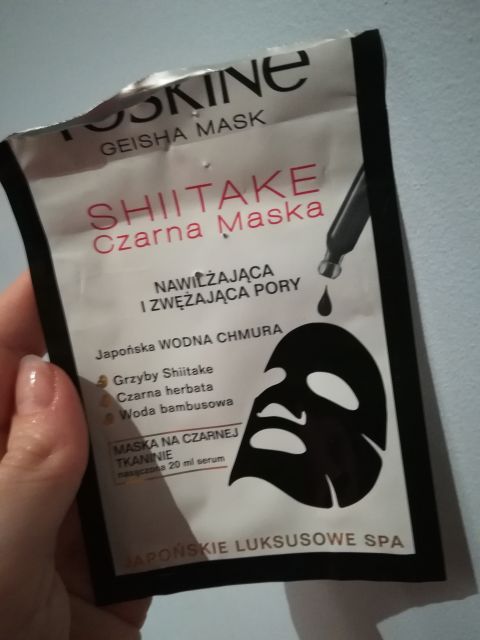 GEISHA MASK
SHIITAKE
Czarna Maska
NAWILŻAJĄCA
I ZWĘŻAJĄCA PORY
Japońska WODNA CHMURA
Grzyby Shiitake
Czarna herbata
Woda bambusowa
MASKA NA CZARNEJ
TKANINIE
nasączona 20 ml serum
JAPOŃSKIE LUKSUSOWE SPA